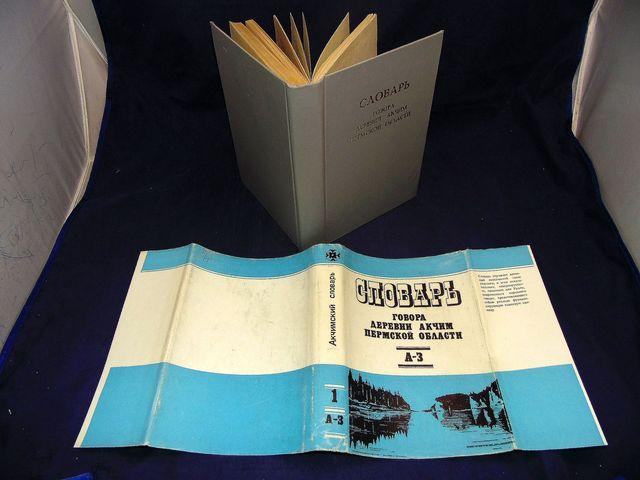 СЛОВАРЬ
ГОВОРА
ДЕРЕВНИ АКЧИМ
ПЕРМСКОЙ ОБЛАСТИ
Акчимский словарь
1
А-З
СЛОВАРЬ
ГОВОРА
ДЕРЕВНИ АКЧИМ
ПЕРМСКОЙ ОБЛАСТИ
А-З